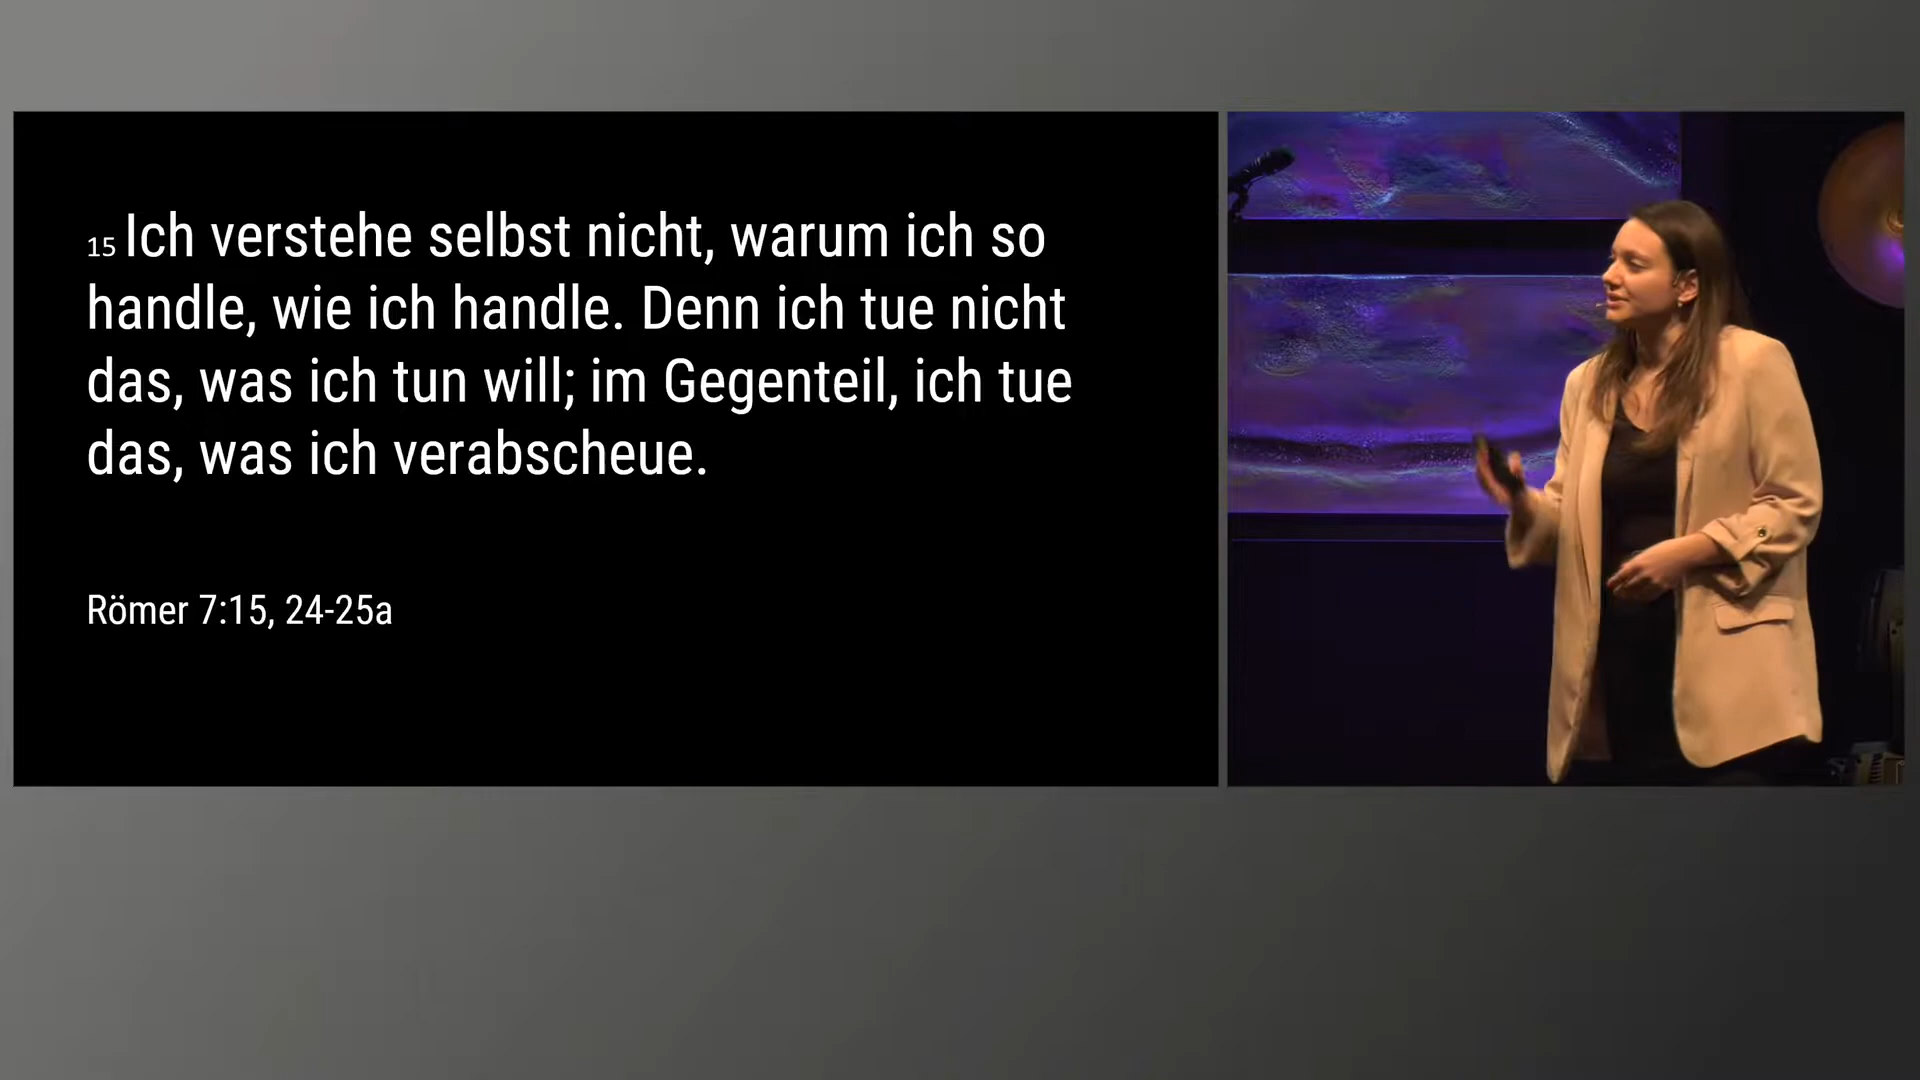 15 Ich verstehe selbst nicht, warum ich so
handle, wie ich handle. Denn ich tue nicht
das, was ich tun will; im Gegenteil, ich tue
das, was ich verabscheue.
Römer 7:15, 24-25a